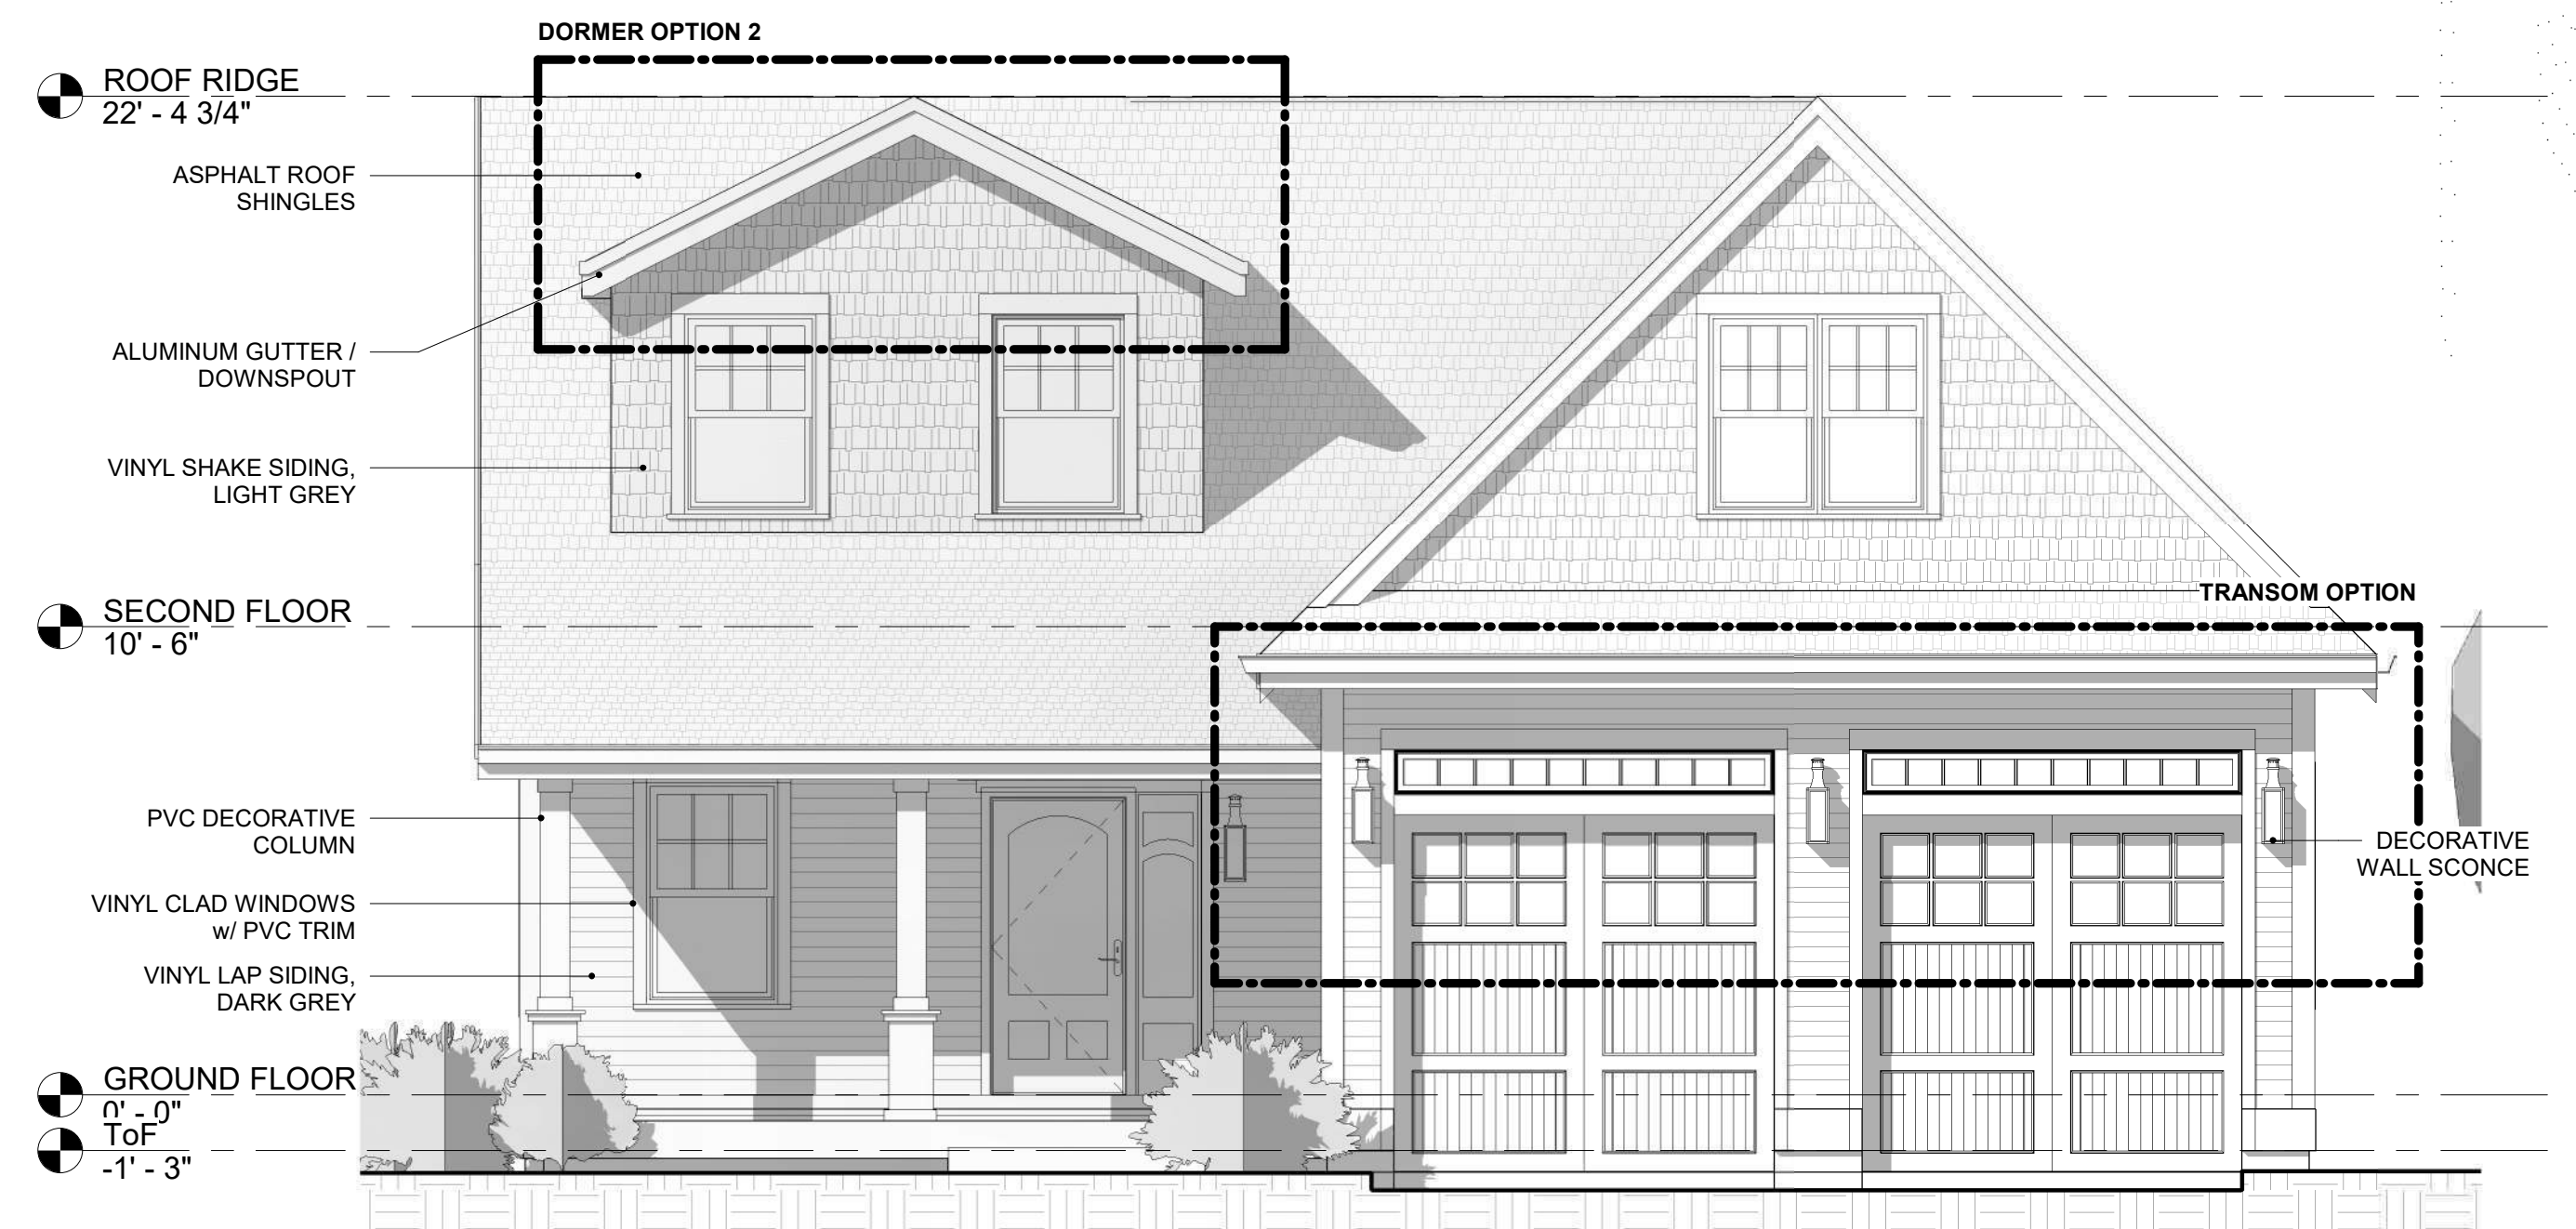 DORMER OPTION 2
ROOF RIDGE
22' - 4 3/4"
ASPHALT ROOF
SHINGLES
ALUMINUM GUTTER /
DOWNSPOUT
VINYL SHAKE SIDING,
LIGHT GREY
TRANSOM OPTION
SECOND FLOOR
10' - 6"
PVC DECORATIVE
COLUMN
DECORATIVE
WALL SCONCE
VINYL CLAD WINDOWS
w/ PVC TRIM
VINYL LAP SIDING,
DARK GREY
GROUND FLOOR
0' - 0"
ToF
-1' - 3"